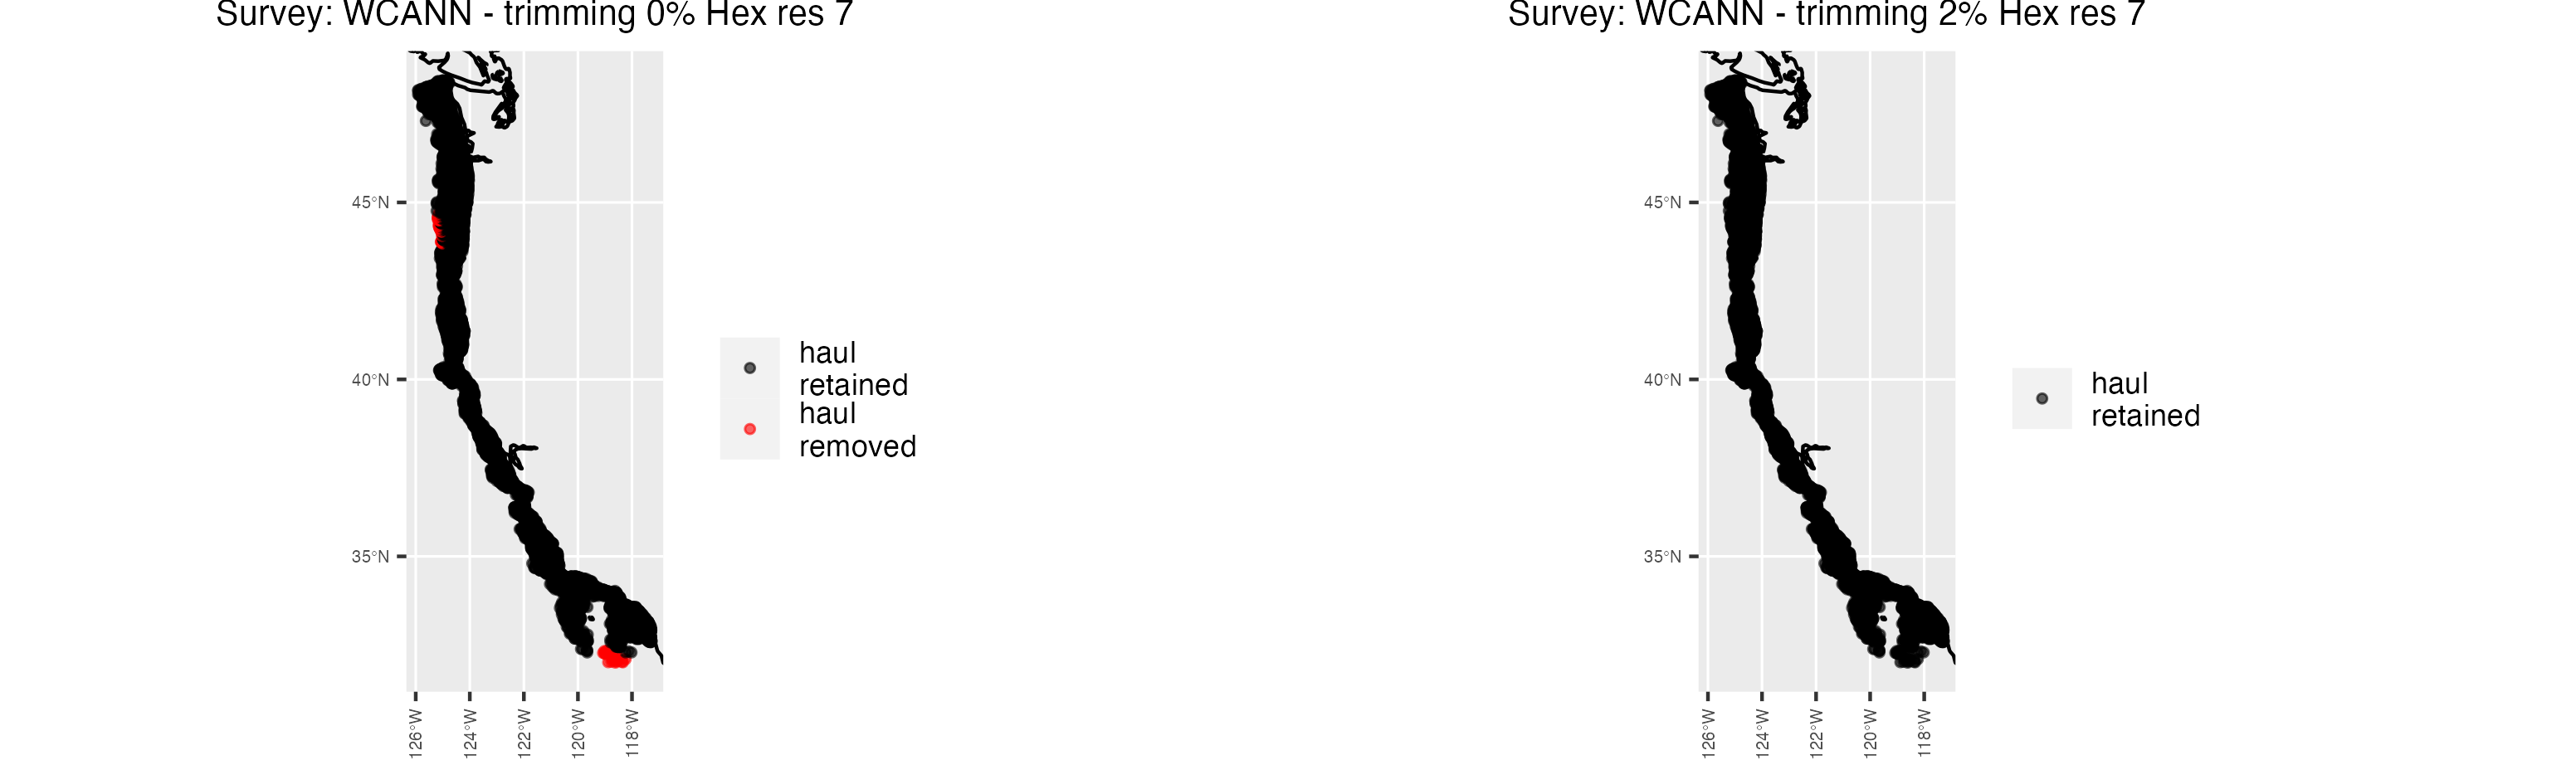 Survey: WCANN - trimming 0% Hex res 7
45°N
40°N
35°N
126°W
124°W
122°W
120°W
118°W
haul
retained
haul
removed
Survey: WCANN - trimming 2% Hex res 7
45°N
40°N
35°N
126°W
124°W
122°W
120°W
118°W
haul
retained